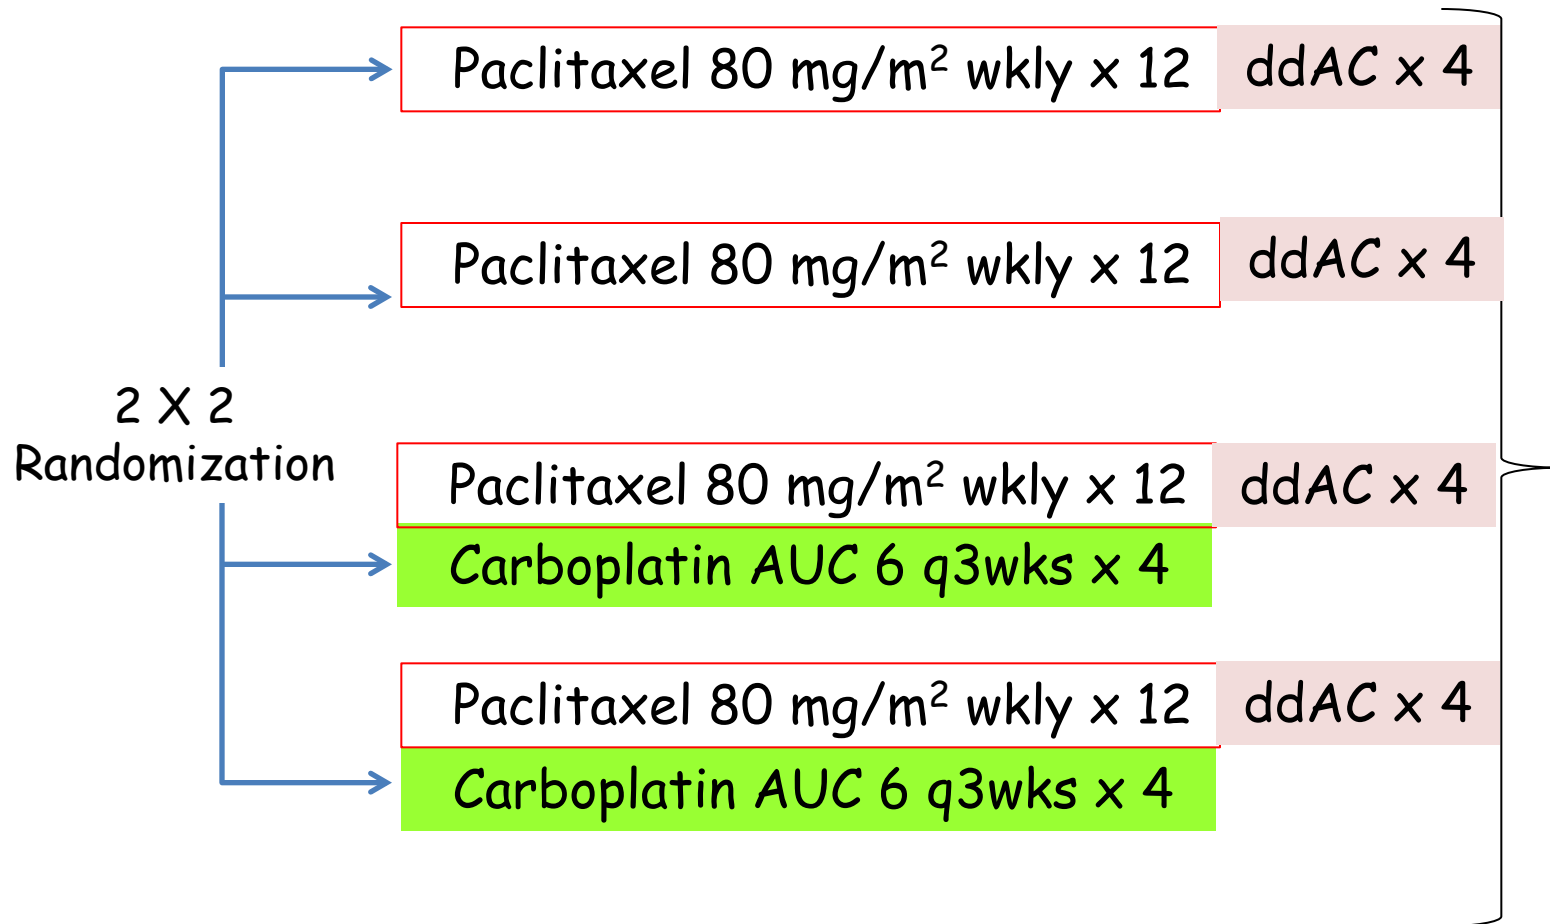 Paclitaxel 80 mg/m² wkly x 12 ddAC x 4
Paclitaxel 80 mg/m² wkly x 12 ddAC x 4
2 X 2
Randomization
Paclitaxel 80 mg/m² wkly x 12 ddAC x 4
Carboplatin AUC 6 q3wks x 4
Paclitaxel 80 mg/m² wkly x 12 ddAC x 4
Carboplatin AUC 6 q3wks x 4